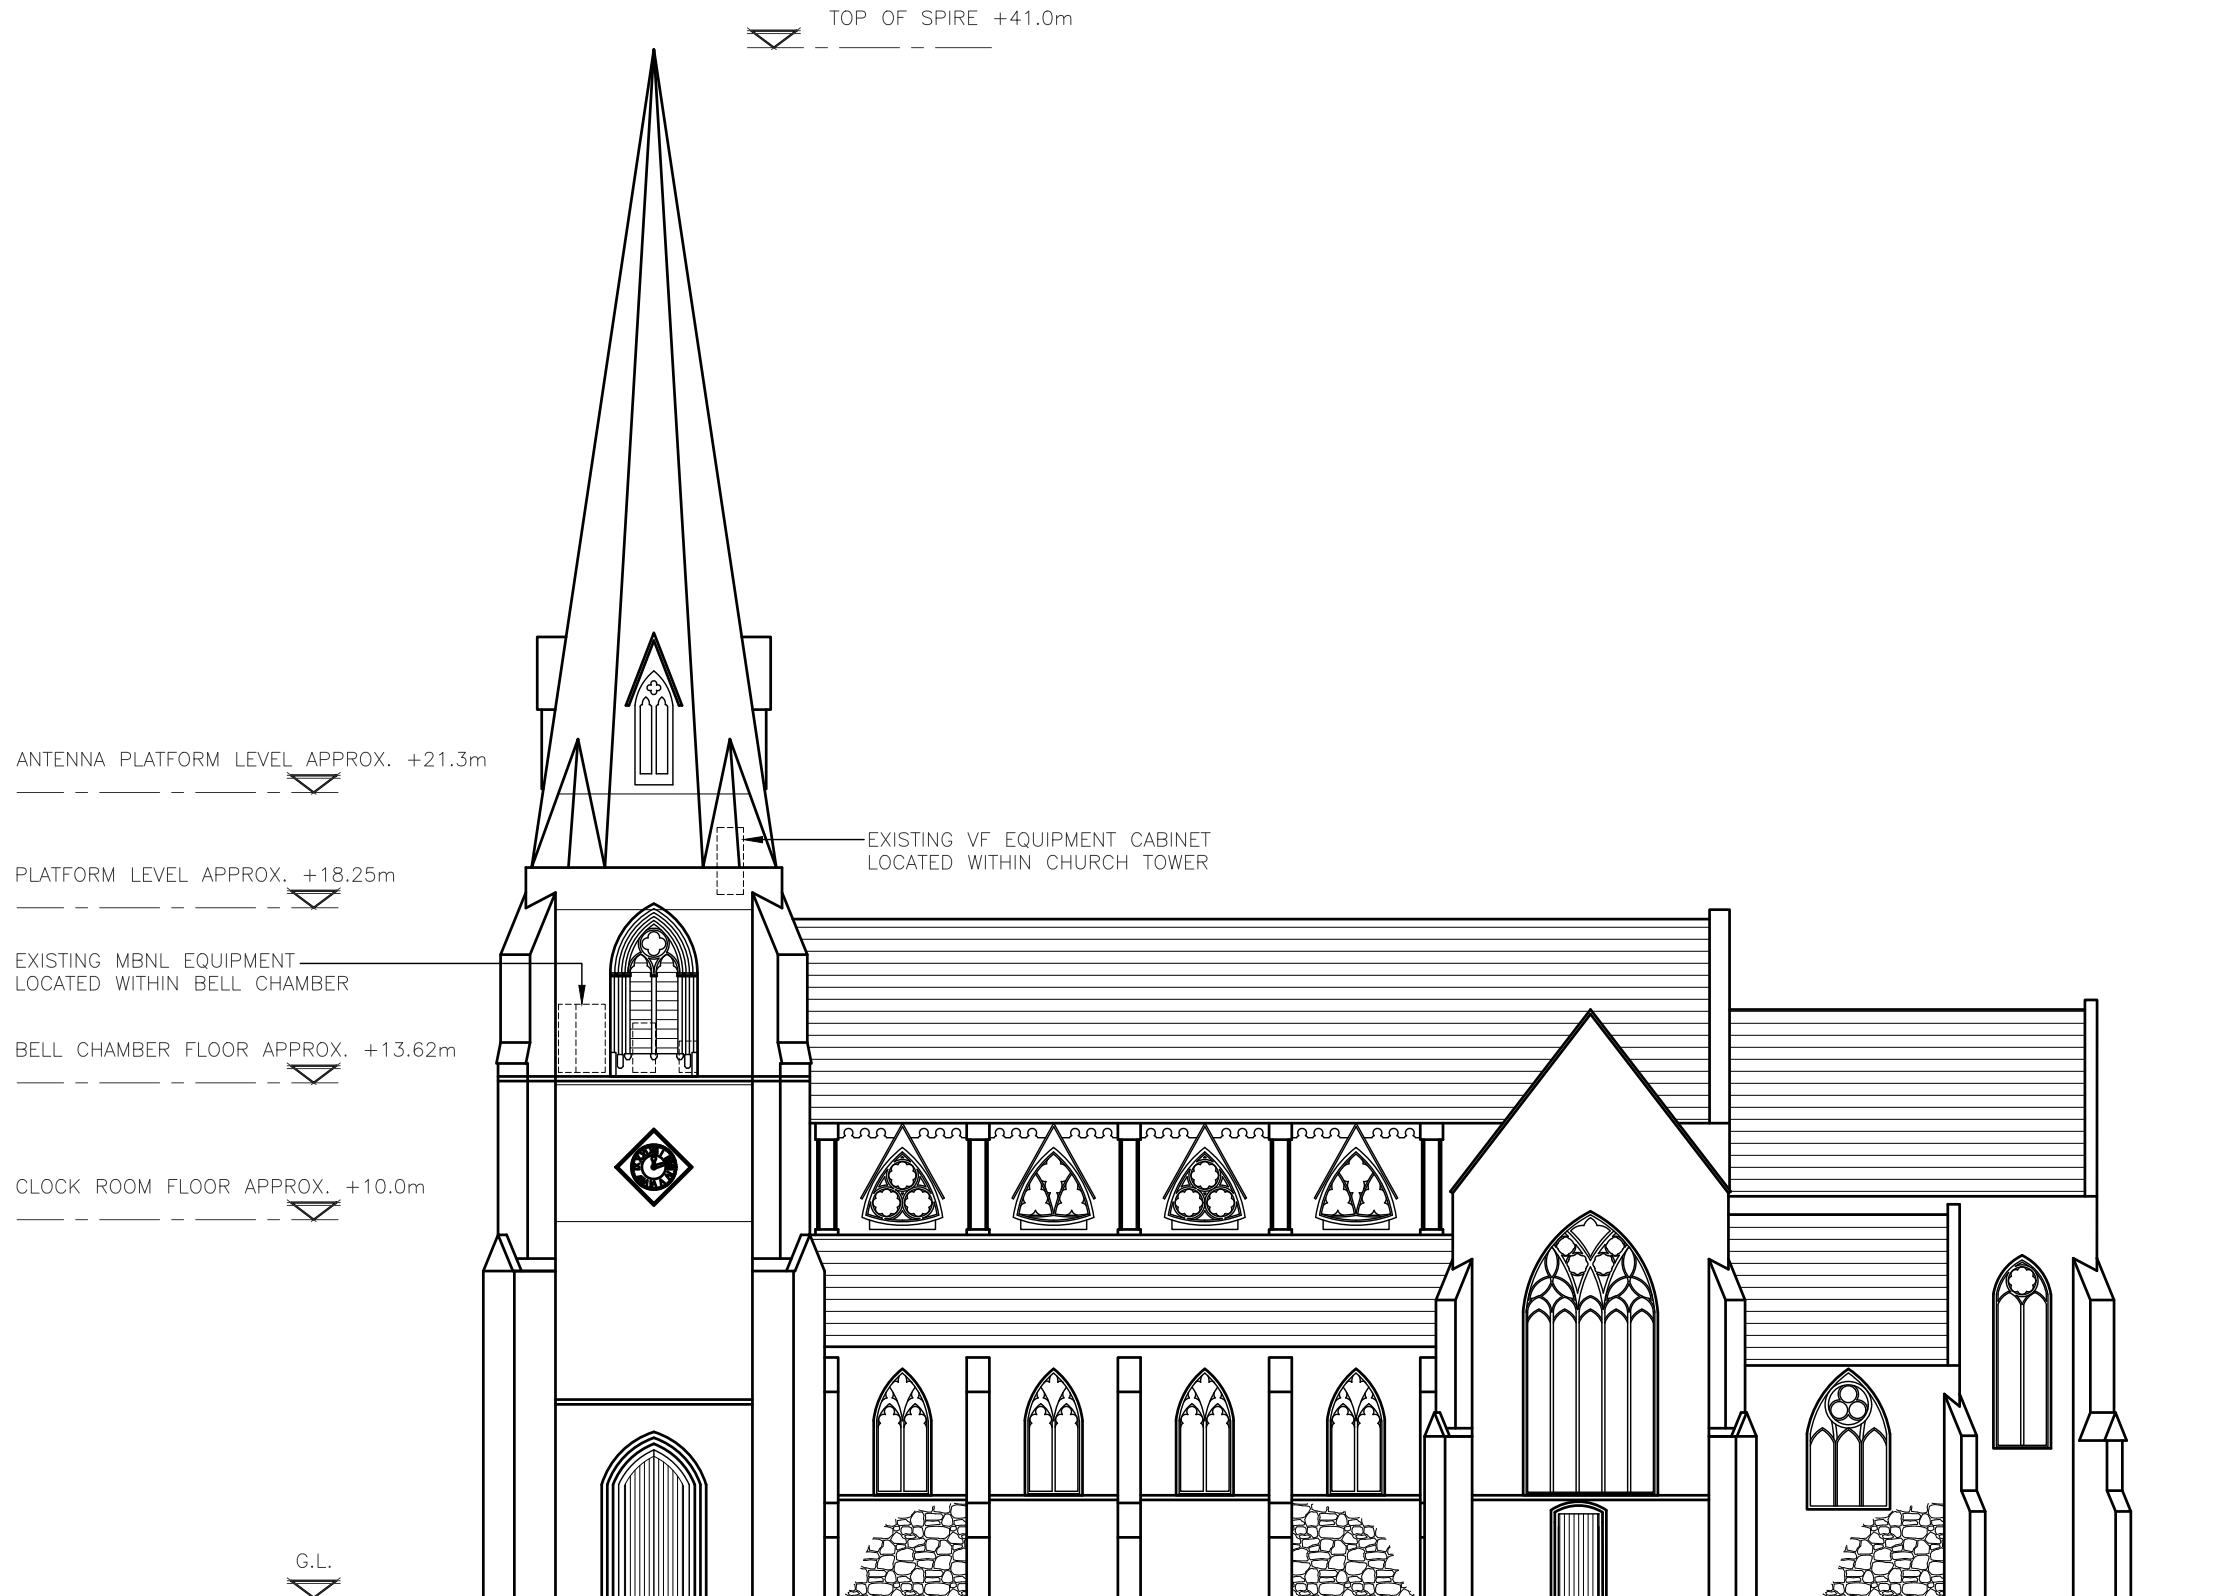 TOP OF SPIRE +41.0m
ANTENNA PLATFORM LEVEL APPROX. +21.3m
EXISTING VF EQUIPMENT CABINET
LOCATED WITHIN CHURCH TOWER
PLATFORM LEVEL APPROX. +18.25m
EXISTING MBNL EQUIPMENT
LOCATED WITHIN BELL CHAMBER
BELL CHAMBER FLOOR APPROX. +13.62m
CLOCK ROOM FLOOR APPROX. +10.0m
G.L.